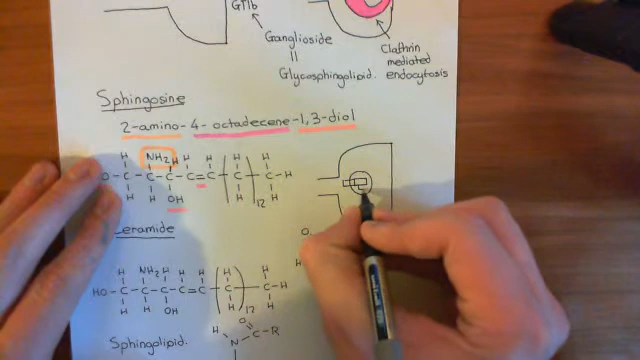 GT1b
Ganglioside
||
Glycosphingolipid.
Clathrin
mediated
endocytosis
Sphingosine
2-amino-4-octadecene-1,3-diol
H NH2 H H H H H
O-C-C-C-C=C-(C)-C-H
H H OH H 12 H
Ceramide
H NH2 H H H H H
HO-C-C-C-C=C-(C)-C-H
H H OH H 12 H
Sphingolipid.
H O
N-C-R
O.
H